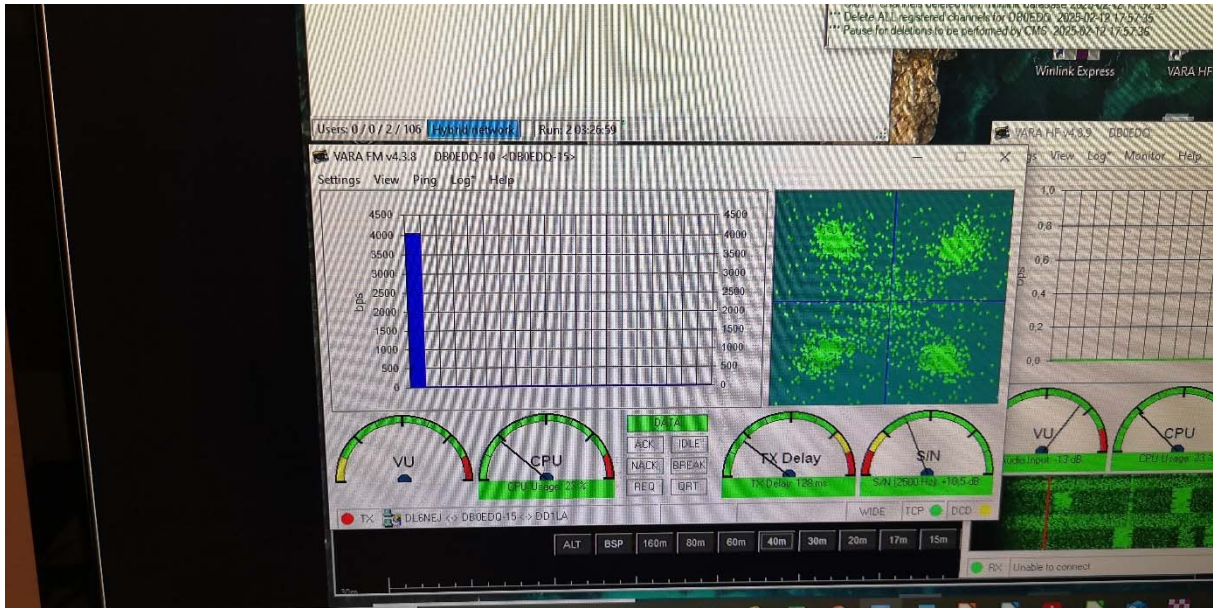 *** Delete ALL registered channels for DB0EDQ 2025-02-12 17:57:35
*** Pause for deletions to be performed by CMS 2025-02-12 17:57:36
Winlink Express
VARA HF
Users: 0 / 0 / 2 / 106 Hybrid network Run: 2 03:26:59
VARA FM v4.3.8 DB0EDQ-10 <DB0EDQ-15>
Settings View Ping Log* Help
4500 4500
4000 4000
3500 3500
3000 3000
2500 2500
2000 2000
1500 1500
1000 1000
500 500
0 0
bps
VU
CPU
CPU Usage: 23 %
DATA
ACK IDLE
NACK BREAK
REQ QRT
TX Delay
TX Delay: 128 ms
S/N
S/N (2500 Hz): +10,5 dB
TX DL6NEJ <-> DB0EDQ-15 <-> DD1LA WIDE TCP DCD
VARA HF v4.8.9 DB0EDQ
View Log* Monitor Help
1,0
0,8
0,6
0,4
0,2
0,0
bps
VU
CPU
Input: -13 dB
RX Unable to connect
ALT BSP 160m 80m 60m 40m 30m 20m 17m 15m